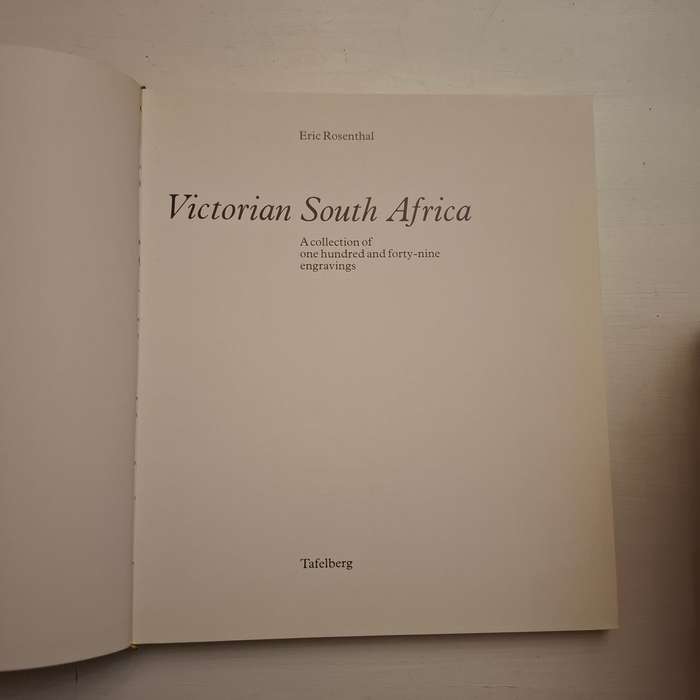 Eric Rosenthal
Victorian South Africa
A collection of
one hundred and forty-nine
engravings
Tafelberg